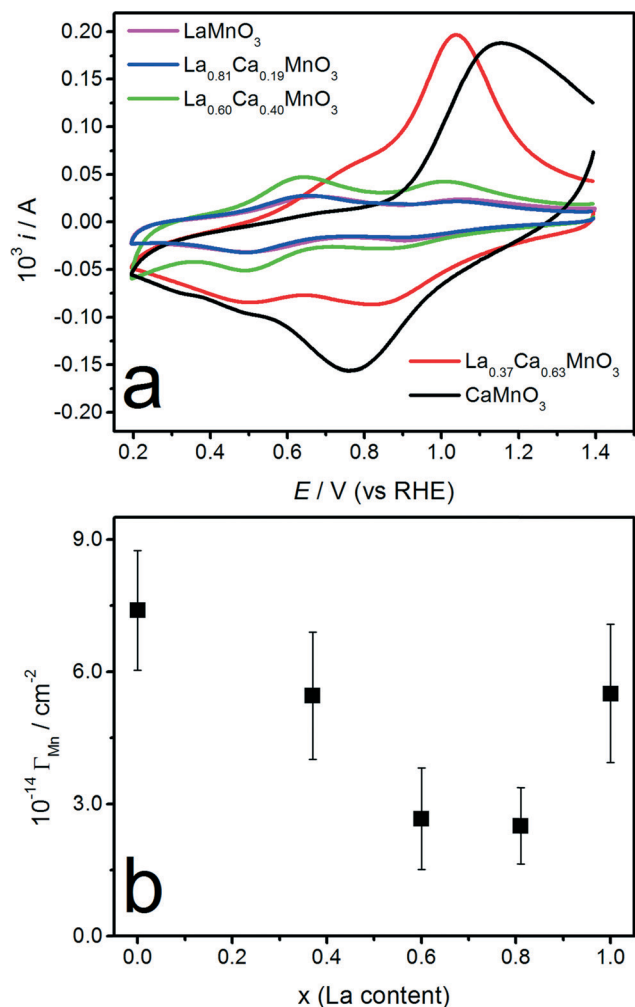 a
LaMnO₃
La₀.₈₁Ca₀.₁₉MnO₃
La₀.₆₀Ca₀.₄₀MnO₃
La₀.₃₇Ca₀.₆₃MnO₃
CaMnO₃
10³ i / A
0.20
0.15
0.10
0.05
0.00
-0.05
-0.10
-0.15
-0.20
0.2 0.4 0.6 0.8 1.0 1.2 1.4
E / V (vs RHE)
b
10⁻¹⁴ Γ_Mn / cm⁻²
9.0
6.0
3.0
0.0
0.0 0.2 0.4 0.6 0.8 1.0
x (La content)